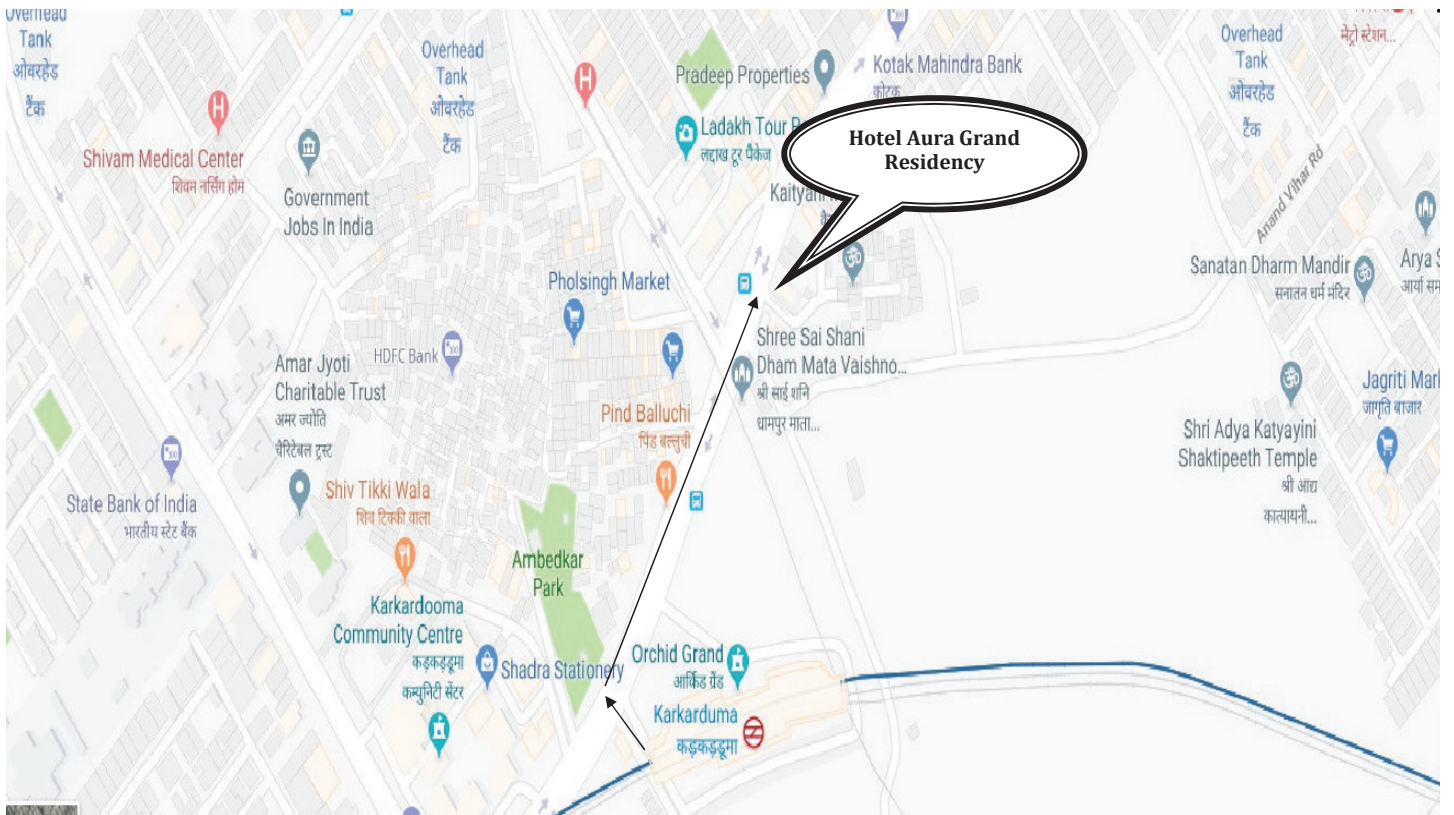 Overhead
Tank
ओवरहेड
टैंक
Shivam Medical Center
शिवम नर्सिंग होम
Government
Jobs In India
Overhead
Tank
ओवरहेड
टैंक
Pradeep Properties
Kotak Mahindra Bank
कोटक
Ladakh Tour
लद्दाख टूर पैकेज
Hotel Aura Grand
Residency
Overhead
Tank
ओवरहेड
टैंक
मेट्रो स्टेशन...
Anand Vihar Rd
Sanatan Dharm Mandir
सनातन धर्म मंदिर
Arya
आर्या
Pholsingh Market
HDFC Bank
Amar Jyoti
Charitable Trust
अमर ज्योति
चैरिटेबल ट्रस्ट
Shree Sai Shani
Dham Mata Vaishno...
श्री साई शनि
धामपुर माता...
Pind Balluchi
पिंड बल्लुची
Shri Adya Katyayini
Shaktipeeth Temple
श्री आद्य
कात्यायनी...
Jagriti
जागृति बाजार
State Bank of India
भारतीय स्टेट बैंक
Shiv Tikki Wala
शिव टिक्की वाला
Ambedkar
Park
Karkardooma
Community Centre
कड़कड़डूमा
कम्युनिटी सेंटर
Shadra Stationery
Orchid Grand
आर्किड ग्रेंड
Karkarduma
कड़कड़डूमा